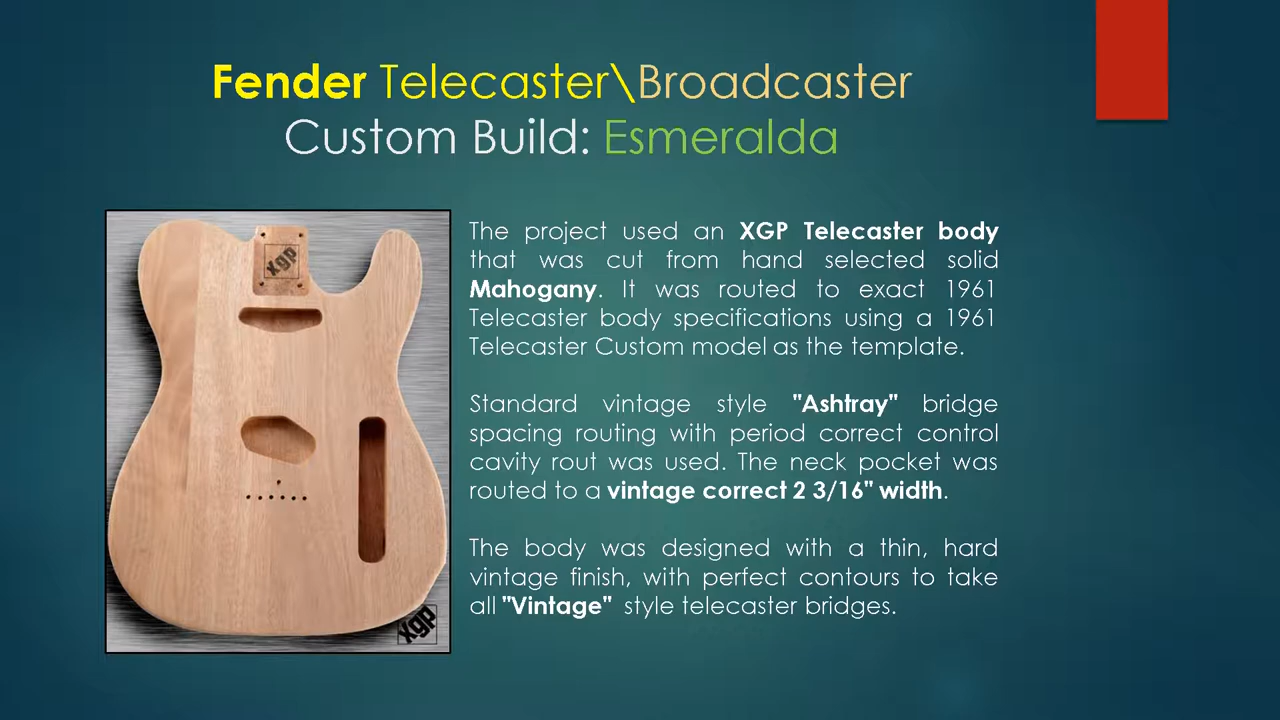 Fender Telecaster\Broadcaster
Custom Build: Esmeralda
xgp
The project used an XGP Telecaster body
that was cut from hand selected solid
Mahogany. It was routed to exact 1961
Telecaster body specifications using a 1961
Telecaster Custom model as the template.
Standard vintage style "Ashtray" bridge
spacing routing with period correct control
cavity rout was used. The neck pocket was
routed to a vintage correct 2 3/16" width.
The body was designed with a thin, hard
vintage finish, with perfect contours to take
all "Vintage" style telecaster bridges.
xgp